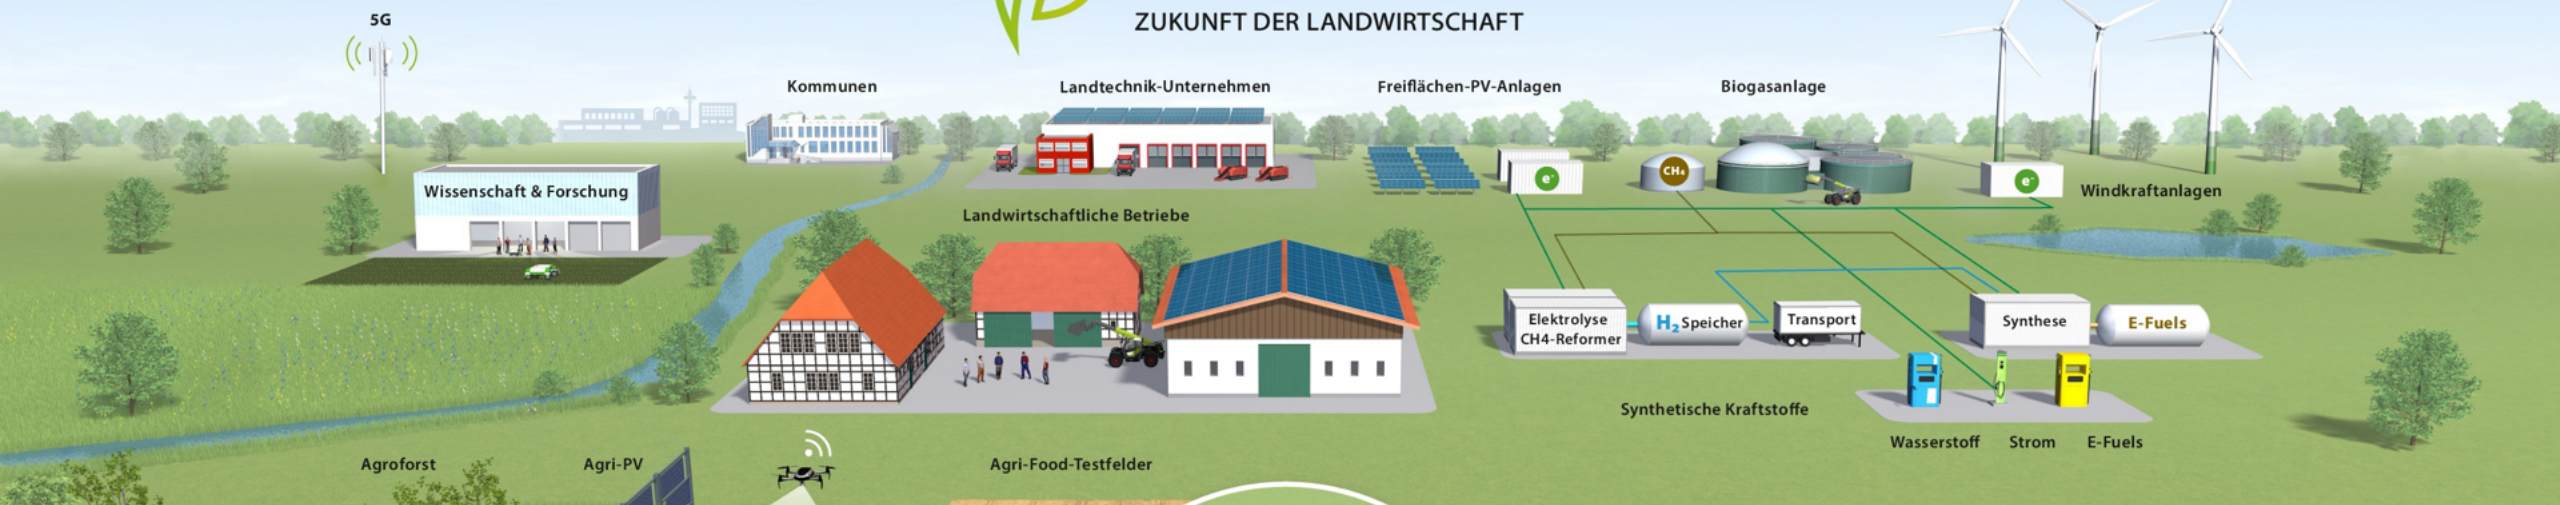 5G
ZUKUNFT DER LANDWIRTSCHAFT
Kommunen
Landtechnik-Unternehmen
Freiflächen-PV-Anlagen
Biogasanlage
Wissenschaft & Forschung
e-
CH4
e-
Windkraftanlagen
Landwirtschaftliche Betriebe
Elektrolyse
CH4-Reformer
H2 Speicher
Transport
Synthese
E-Fuels
Synthetische Kraftstoffe
Wasserstoff
Strom
E-Fuels
Agroforst
Agri-PV
Agri-Food-Testfelder